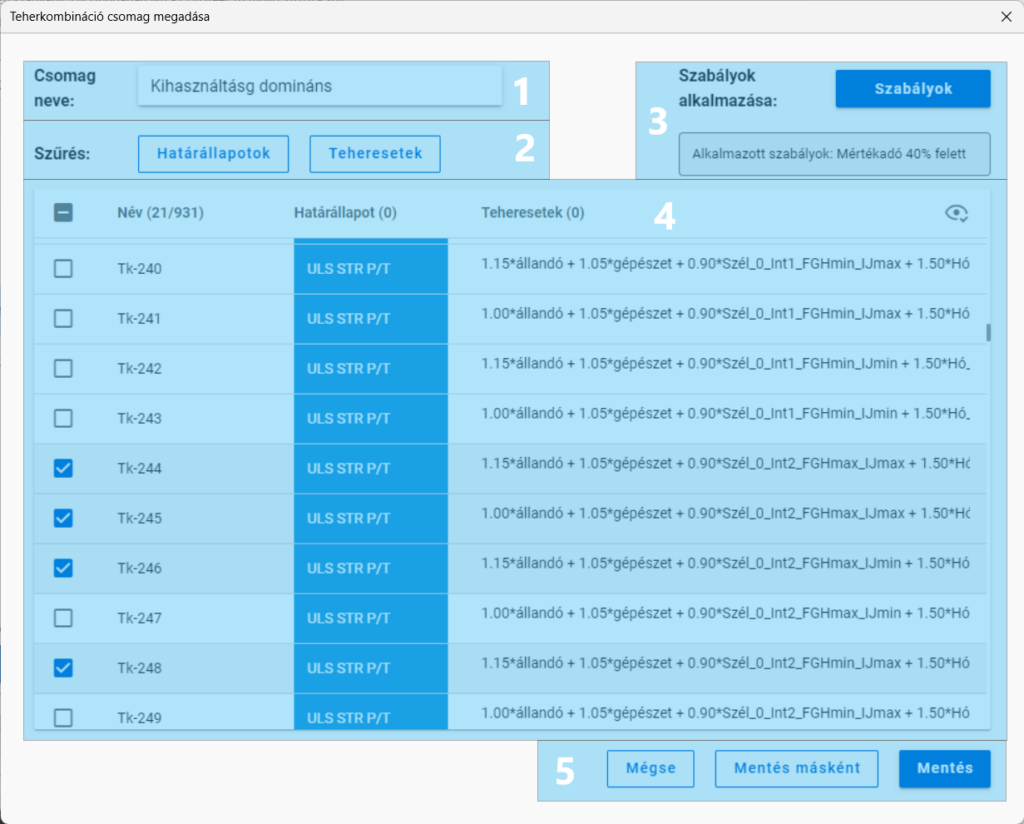 Teherkombináció csomag megadása
Csomag
neve:
Kihasználtásg domináns
1
Szűrés:
Határállapotok
Teheresetek
2
Szabályok
alkalmazása:
Szabályok
3
Alkalmazott szabályok: Mértékadó 40% felett
Név (21/931) Határállapot (0) Teheresetek (0)
4
Tk-240 ULS STR P/T 1.15*állandó + 1.05*gépészet + 0.90*Szél_0_Int1_FGHmin_IJmax + 1.50*Hó
Tk-241 ULS STR P/T 1.00*állandó + 1.05*gépészet + 0.90*Szél_0_Int1_FGHmin_IJmax + 1.50*Hó
Tk-242 ULS STR P/T 1.15*állandó + 1.05*gépészet + 0.90*Szél_0_Int1_FGHmin_IJmin + 1.50*Hó_
Tk-243 ULS STR P/T 1.00*állandó + 1.05*gépészet + 0.90*Szél_0_Int1_FGHmin_IJmin + 1.50*Hó_
Tk-244 ULS STR P/T 1.15*állandó + 1.05*gépészet + 0.90*Szél_0_Int2_FGHmax_IJmax + 1.50*Hó
Tk-245 ULS STR P/T 1.00*állandó + 1.05*gépészet + 0.90*Szél_0_Int2_FGHmax_IJmax + 1.50*Hó
Tk-246 ULS STR P/T 1.15*állandó + 1.05*gépészet + 0.90*Szél_0_Int2_FGHmax_IJmin + 1.50*Hó
Tk-247 ULS STR P/T 1.00*állandó + 1.05*gépészet + 0.90*Szél_0_Int2_FGHmax_IJmin + 1.50*Hó
Tk-248 ULS STR P/T 1.15*állandó + 1.05*gépészet + 0.90*Szél_0_Int2_FGHmin_IJmax + 1.50*Hó
Tk-249 ULS STR P/T 1.00*állandó + 1.05*gépészet + 0.90*Szél_0_Int2_FGHmin_IJmax + 1.50*Hó
5
Mégse
Mentés másként
Mentés